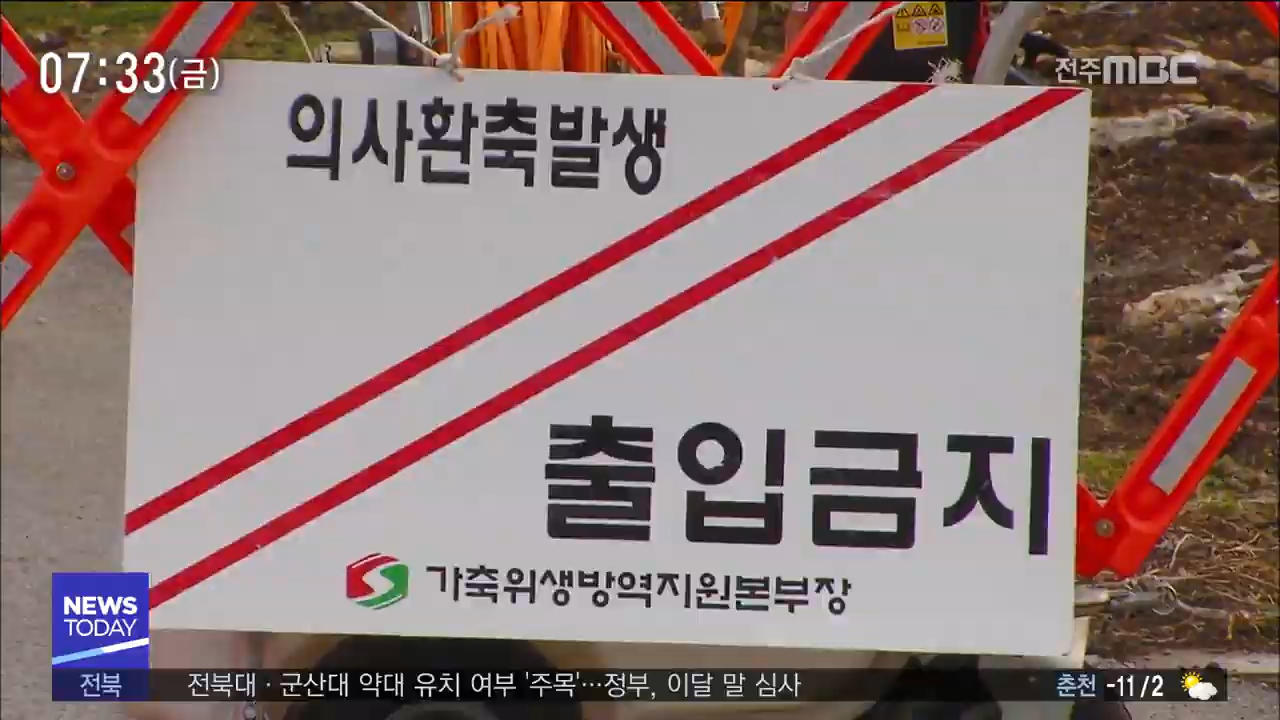 07:33(금)
전주MBC
의사환축발생
출입금지
가축위생방역지원본부장
NEWS
TODAY
전북
전북대·군산대 약대 유치 여부 '주목'…정부, 이달 말 심사
춘천 -11/2